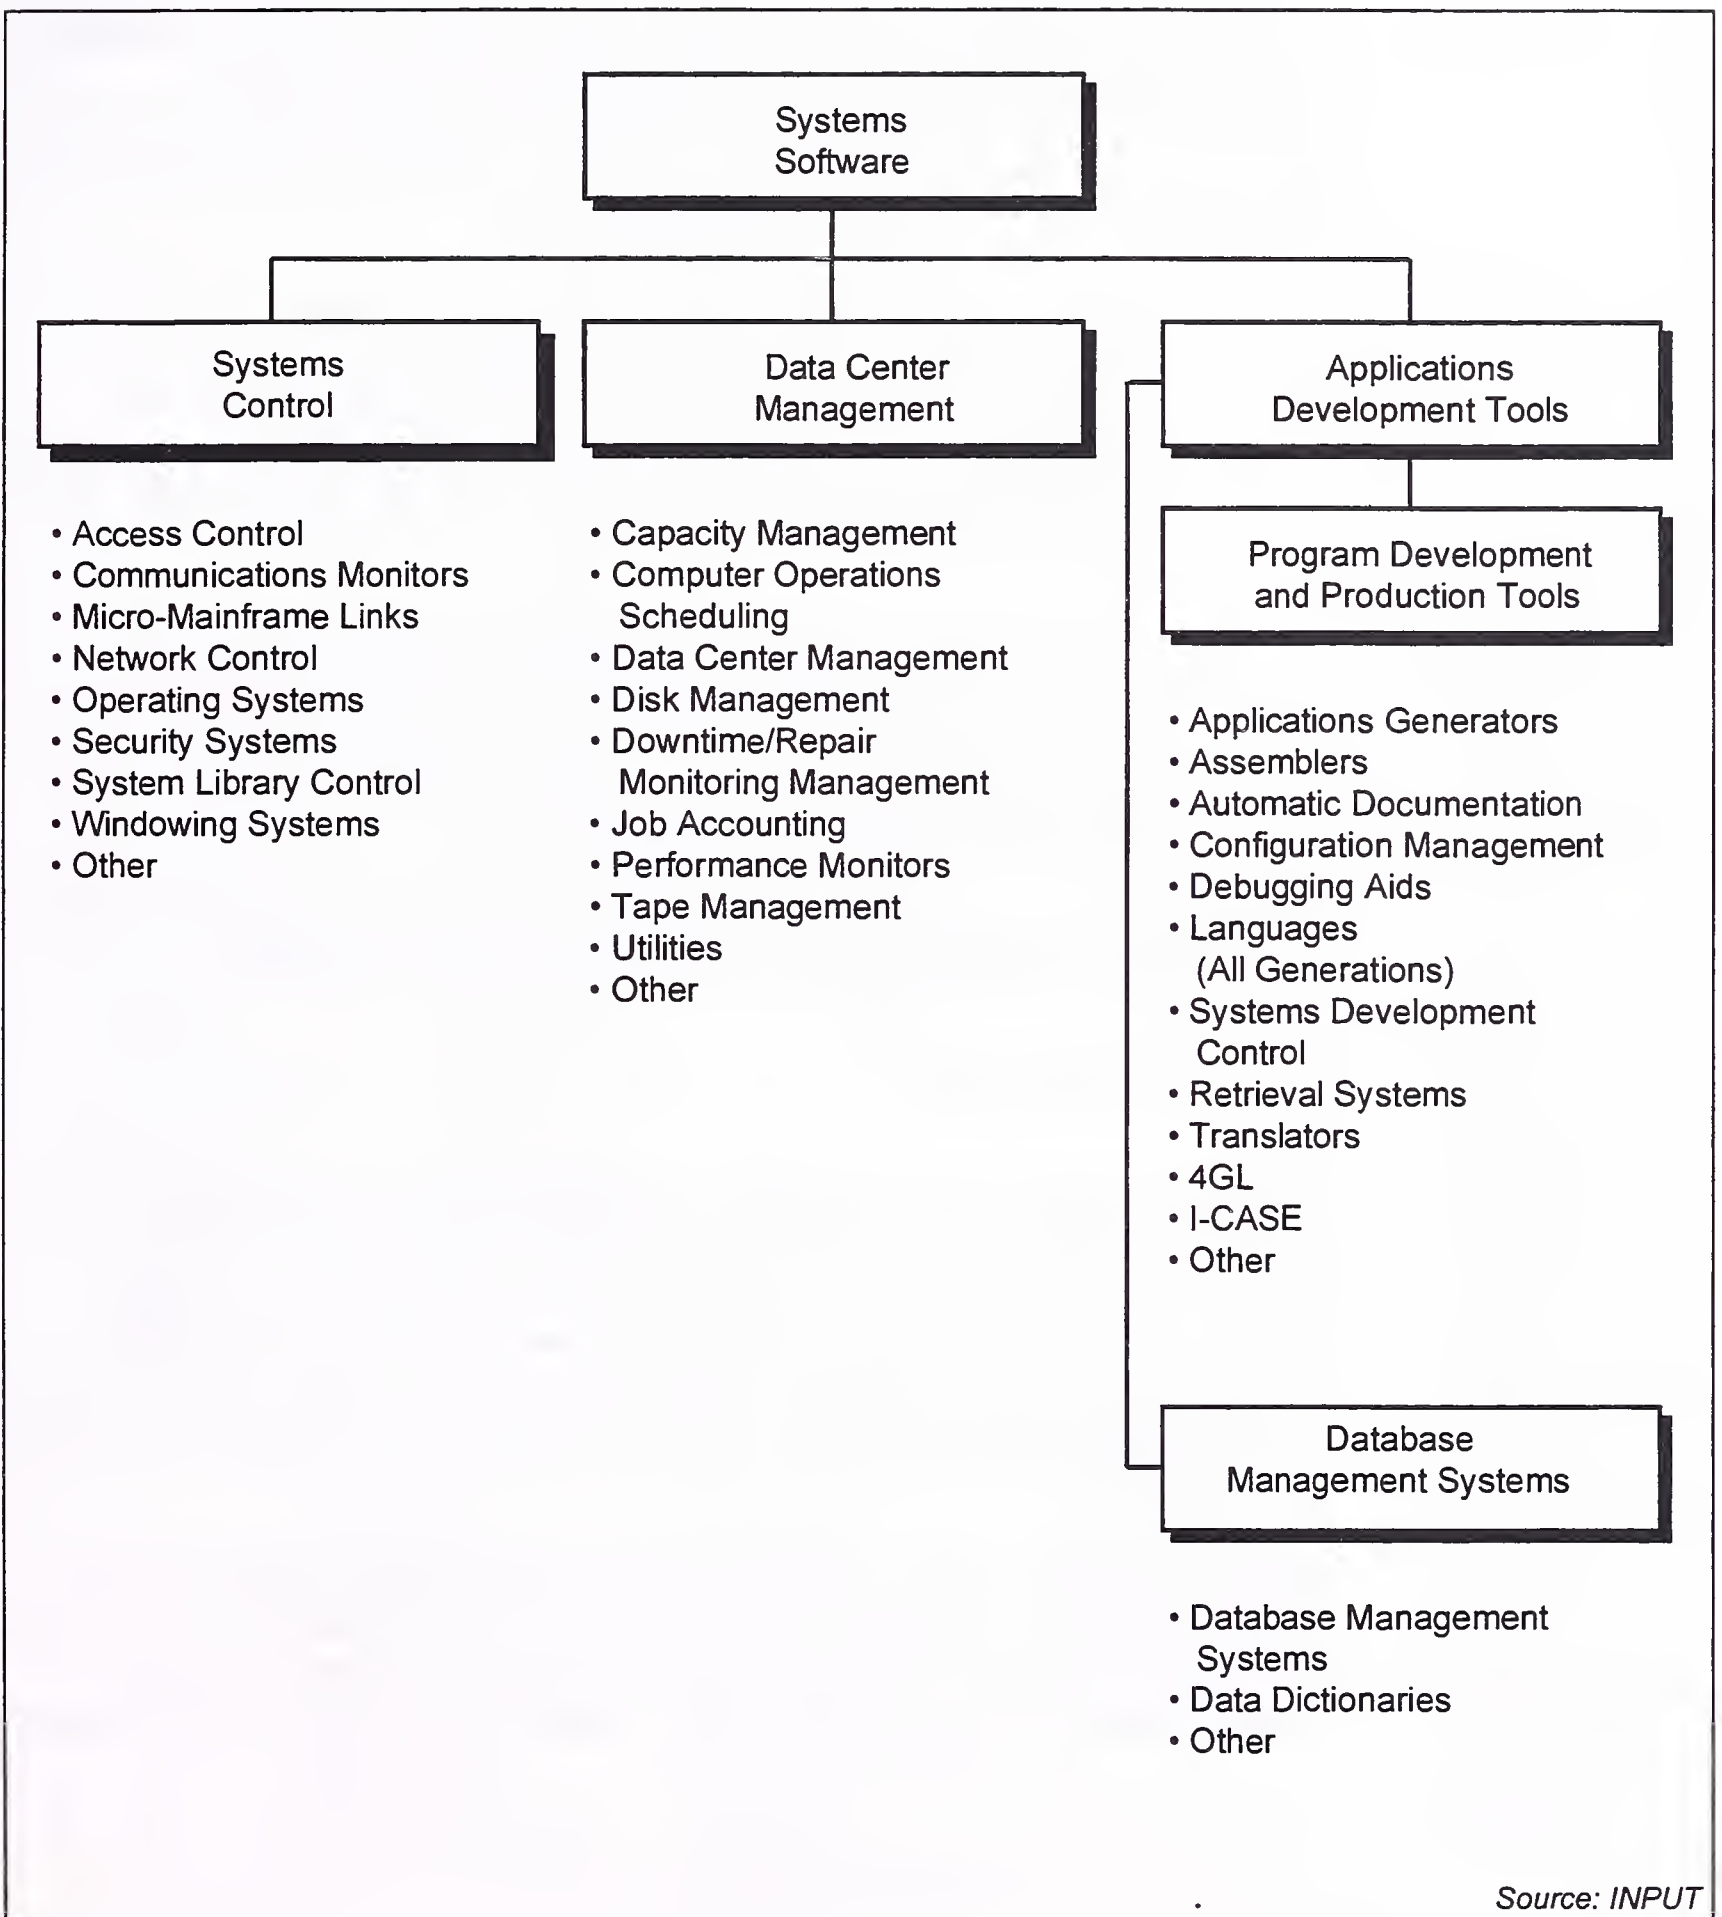 Systems
Software
Systems
Control
• Access Control
• Communications Monitors
• Micro-Mainframe Links
• Network Control
• Operating Systems
• Security Systems
• System Library Control
• Windowing Systems
• Other
Data Center
Management
• Capacity Management
• Computer Operations
Scheduling
• Data Center Management
• Disk Management
• Downtime/Repair
Monitoring Management
• Job Accounting
• Performance Monitors
• Tape Management
• Utilities
• Other
Applications
Development Tools
Program Development
and Production Tools
• Applications Generators
• Assemblers
• Automatic Documentation
• Configuration Management
• Debugging Aids
• Languages
(All Generations)
• Systems Development
Control
• Retrieval Systems
• Translators
• 4GL
• I-CASE
• Other
Database
Management Systems
• Database Management
Systems
• Data Dictionaries
• Other
Source: INPUT